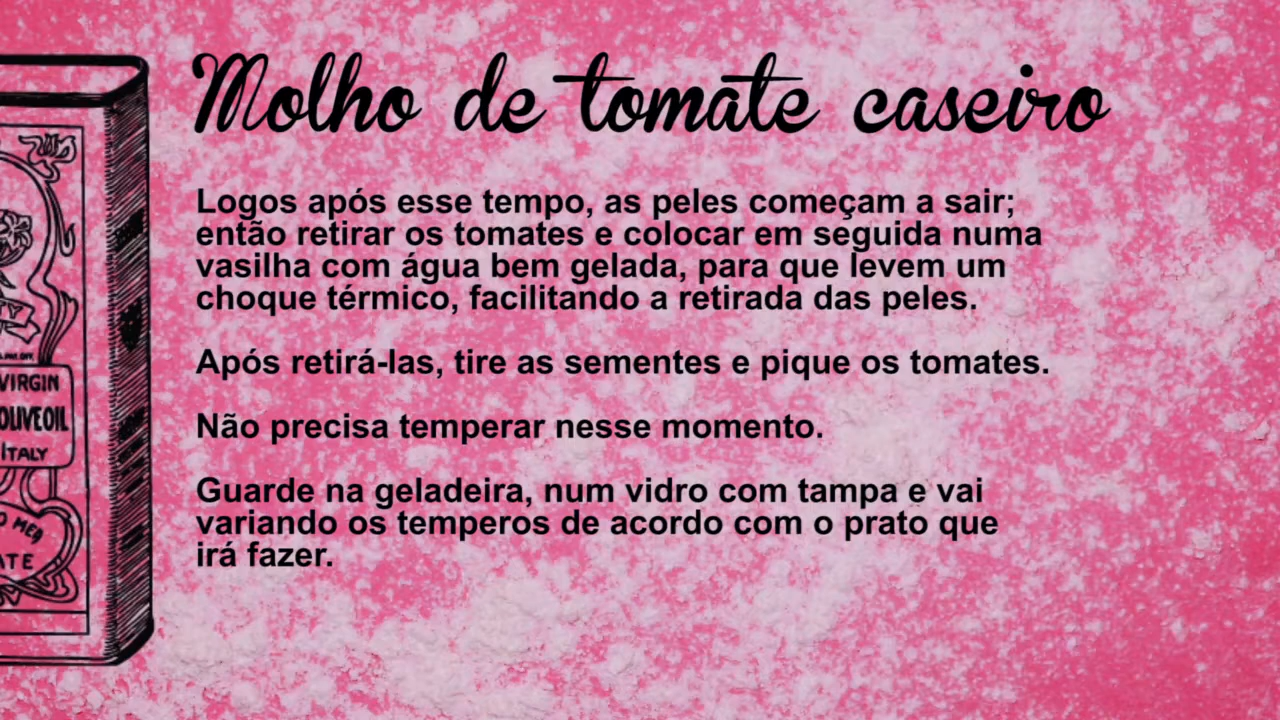 Molho de tomate caseiro
Logos após esse tempo, as peles começam a sair;
então retirar os tomates e colocar em seguida numa
vasilha com água bem gelada, para que levem um
choque térmico, facilitando a retirada das peles.
Após retirá-las, tire as sementes e pique os tomates.
Não precisa temperar nesse momento.
Guarde na geladeira, num vidro com tampa e vai
variando os temperos de acordo com o prato que
irá fazer.
VIRGIN
OLIVE OIL
ITALY